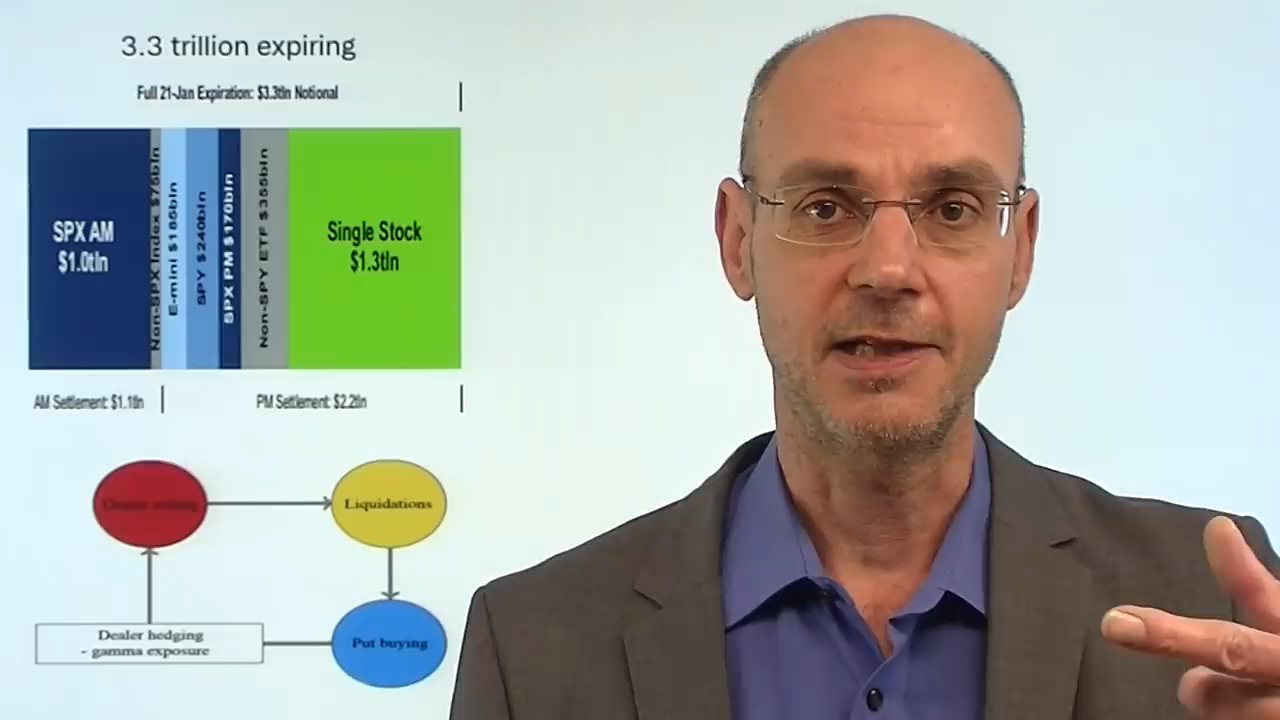 3.3 trillion expiring
Full 21-Jan Expiration: $3.3tln Notional
SPX AM
$1.0tln
Non-SPX Index $75bln
E-mini $185bln
SPY $240bln
SPX PM $170bln
Non-SPY ETF $355bln
Single Stock
$1.3tln
AM Settlement: $1.1tln
PM Settlement: $2.2tln
Liquidations
Dealer hedging
- gamma exposure
Put buying